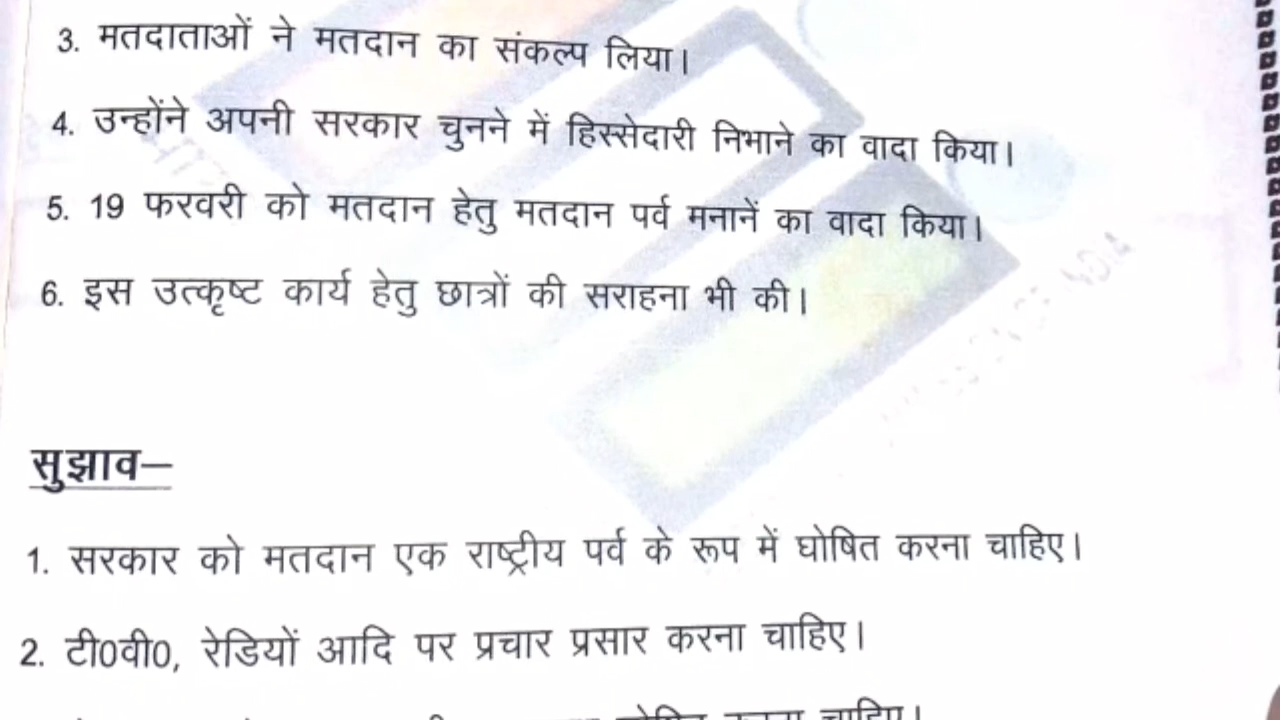 3. मतदाताओं ने मतदान का संकल्प लिया।
4. उन्होंने अपनी सरकार चुनने में हिस्सेदारी निभाने का वादा किया।
5. 19 फरवरी को मतदान हेतु मतदान पर्व मनानें का वादा किया।
6. इस उत्कृष्ट कार्य हेतु छात्रों की सराहना भी की।
सुझाव–
1. सरकार को मतदान एक राष्ट्रीय पर्व के रूप में घोषित करना चाहिए।
2. टी0वी0, रेडियों आदि पर प्रचार प्रसार करना चाहिए।
घोषित करना चाहिए।